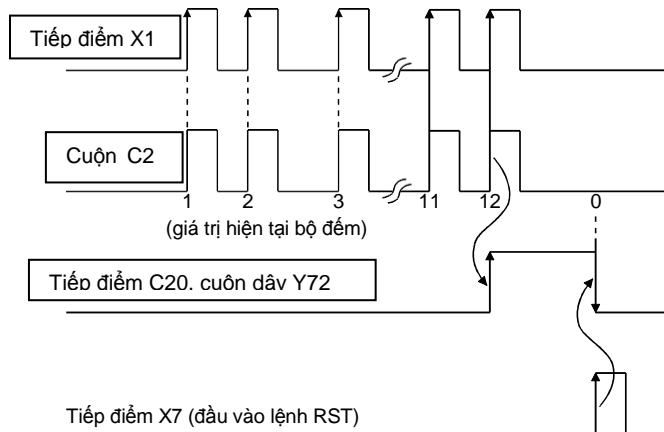 Tiếp điểm X1
Cuộn C2
1 2 3 11 12 0
(giá trị hiện tại bộ đếm)
Tiếp điểm C20, cuộn dây Y72
Tiếp điểm X7 (đầu vào lệnh RST)